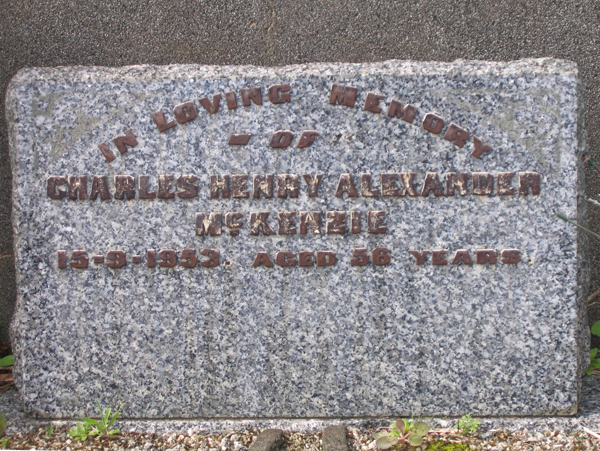 IN LOVING MEMORY
- OF -
CHARLES HENRY ALEXANDER
McKENZIE
15-9-1953. AGED 56 YEARS.